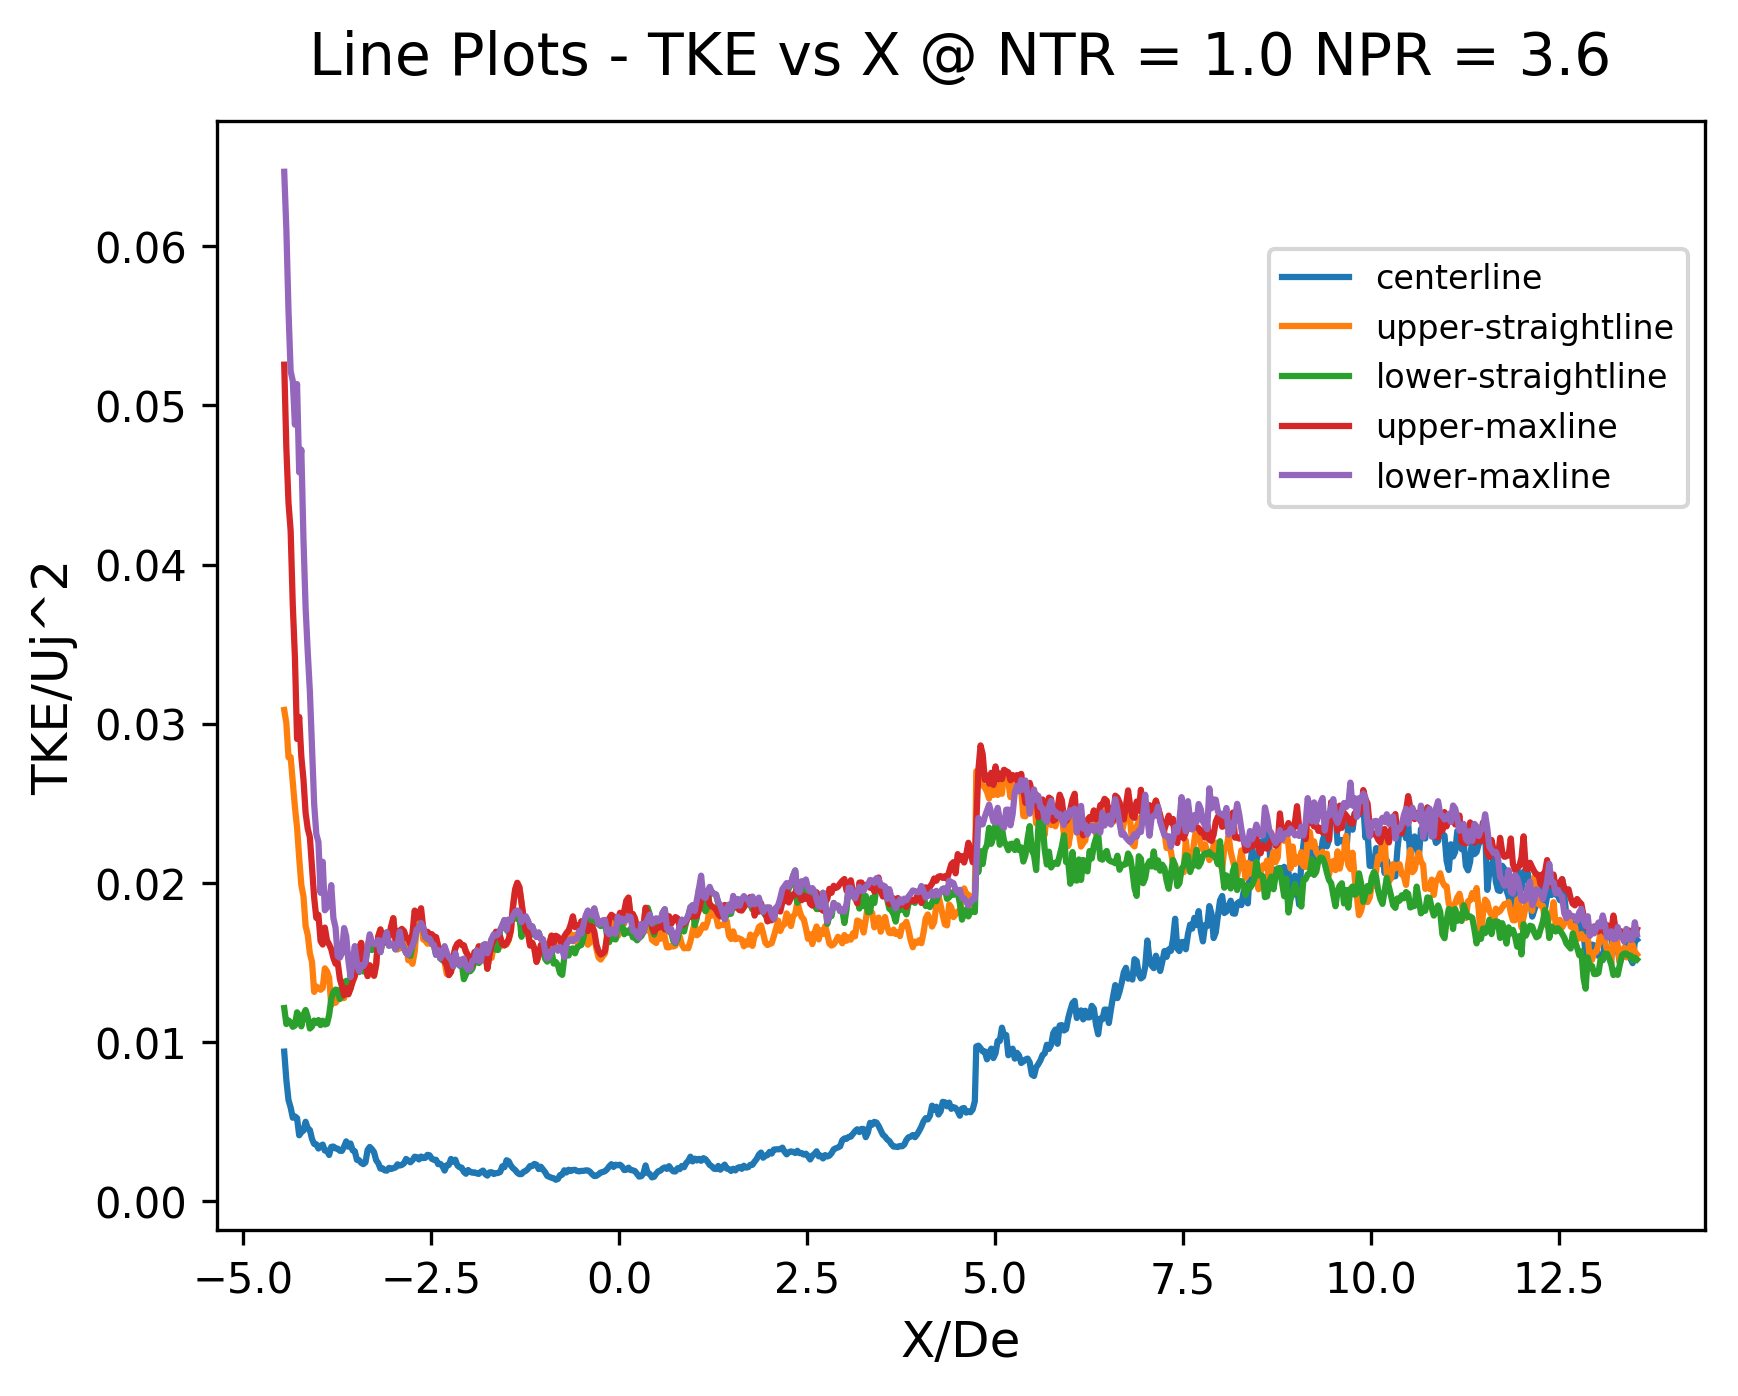 Line Plots - TKE vs X @ NTR = 1.0 NPR = 3.6
TKE/Uj^2
0.06
0.05
0.04
0.03
0.02
0.01
0.00
centerline
upper-straightline
lower-straightline
upper-maxline
lower-maxline
−5.0 −2.5 0.0 2.5 5.0 7.5 10.0 12.5
X/De